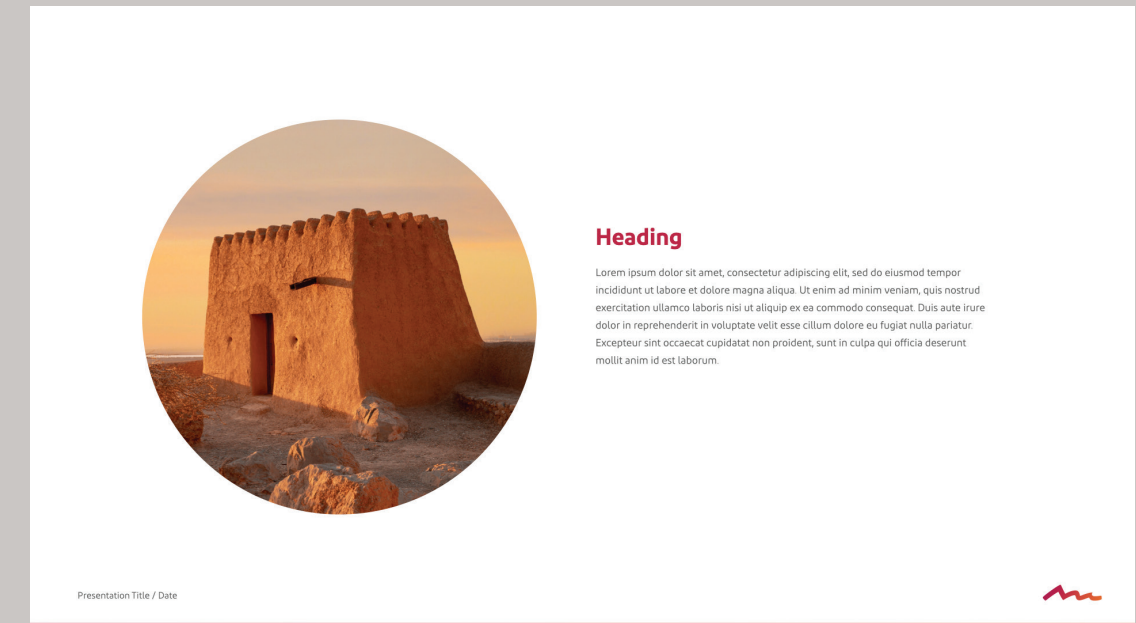 Heading
Lorem ipsum dolor sit amet, consectetur adipiscing elit, sed do eiusmod tempor
incididunt ut labore et dolore magna aliqua. Ut enim ad minim veniam, quis nostrud
exercitation ullamco laboris nisi ut aliquip ex ea commodo consequat. Duis aute irure
dolor in reprehenderit in voluptate velit esse cillum dolore eu fugiat nulla pariatur.
Excepteur sint occaecat cupidatat non proident, sunt in culpa qui officia deserunt
mollit anim id est laborum.
Presentation Title / Date